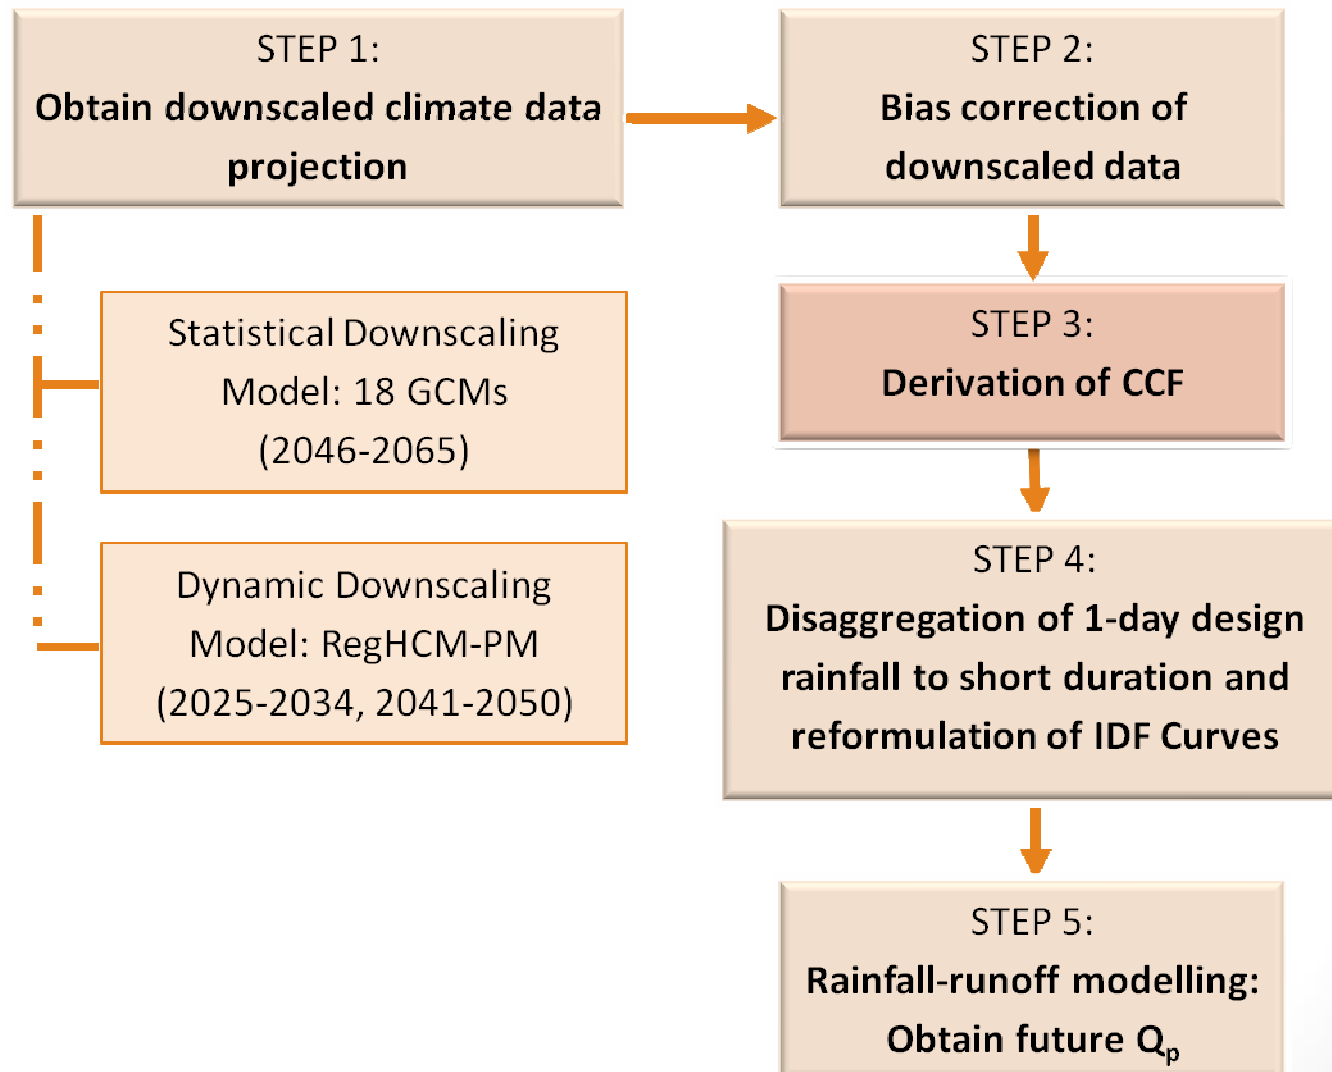 STEP 1:
Obtain downscaled climate data
projection
Statistical Downscaling
Model: 18 GCMs
(2046-2065)
Dynamic Downscaling
Model: RegHCM-PM
(2025-2034, 2041-2050)
STEP 2:
Bias correction of
downscaled data
STEP 3:
Derivation of CCF
STEP 4:
Disaggregation of 1-day design
rainfall to short duration and
reformulation of IDF Curves
STEP 5:
Rainfall-runoff modelling:
Obtain future Qp